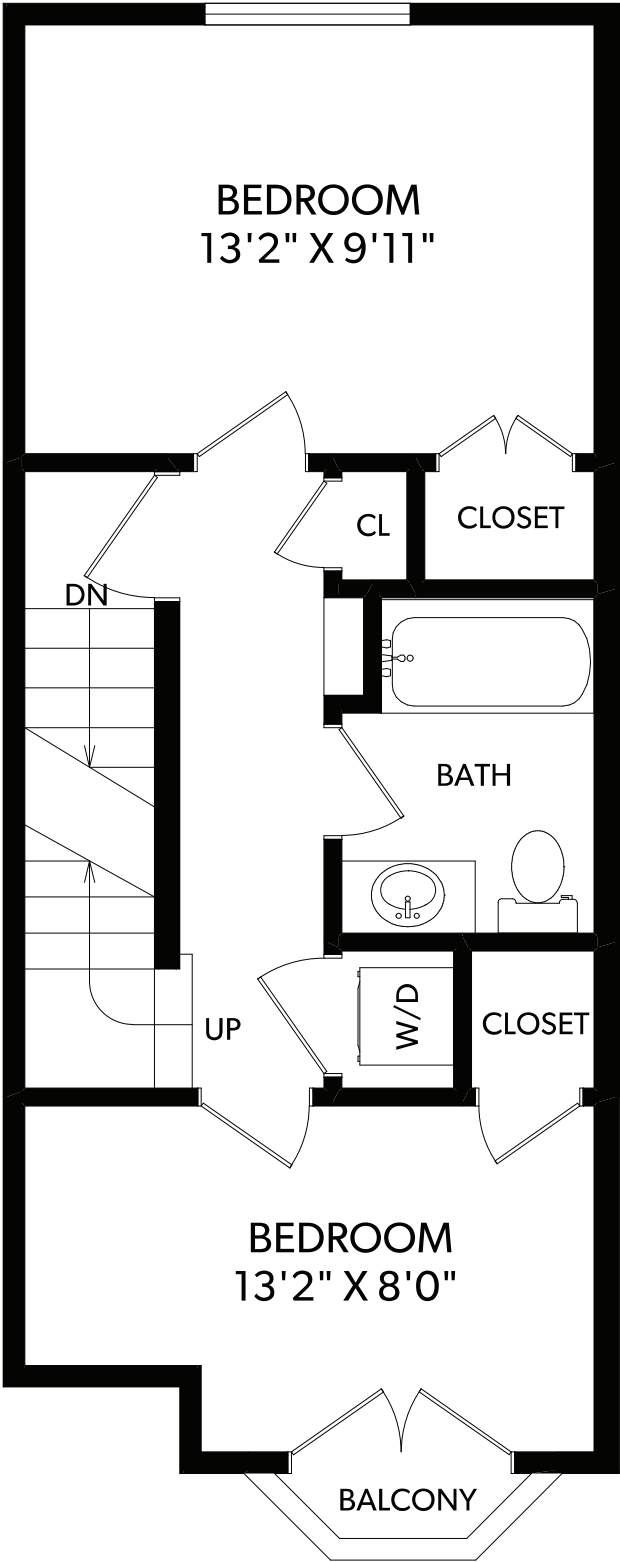 BEDROOM
13'2" X 9'11"
CL
CLOSET
DN
BATH
W/D
UP
CLOSET
BEDROOM
13'2" X 8'0"
BALCONY